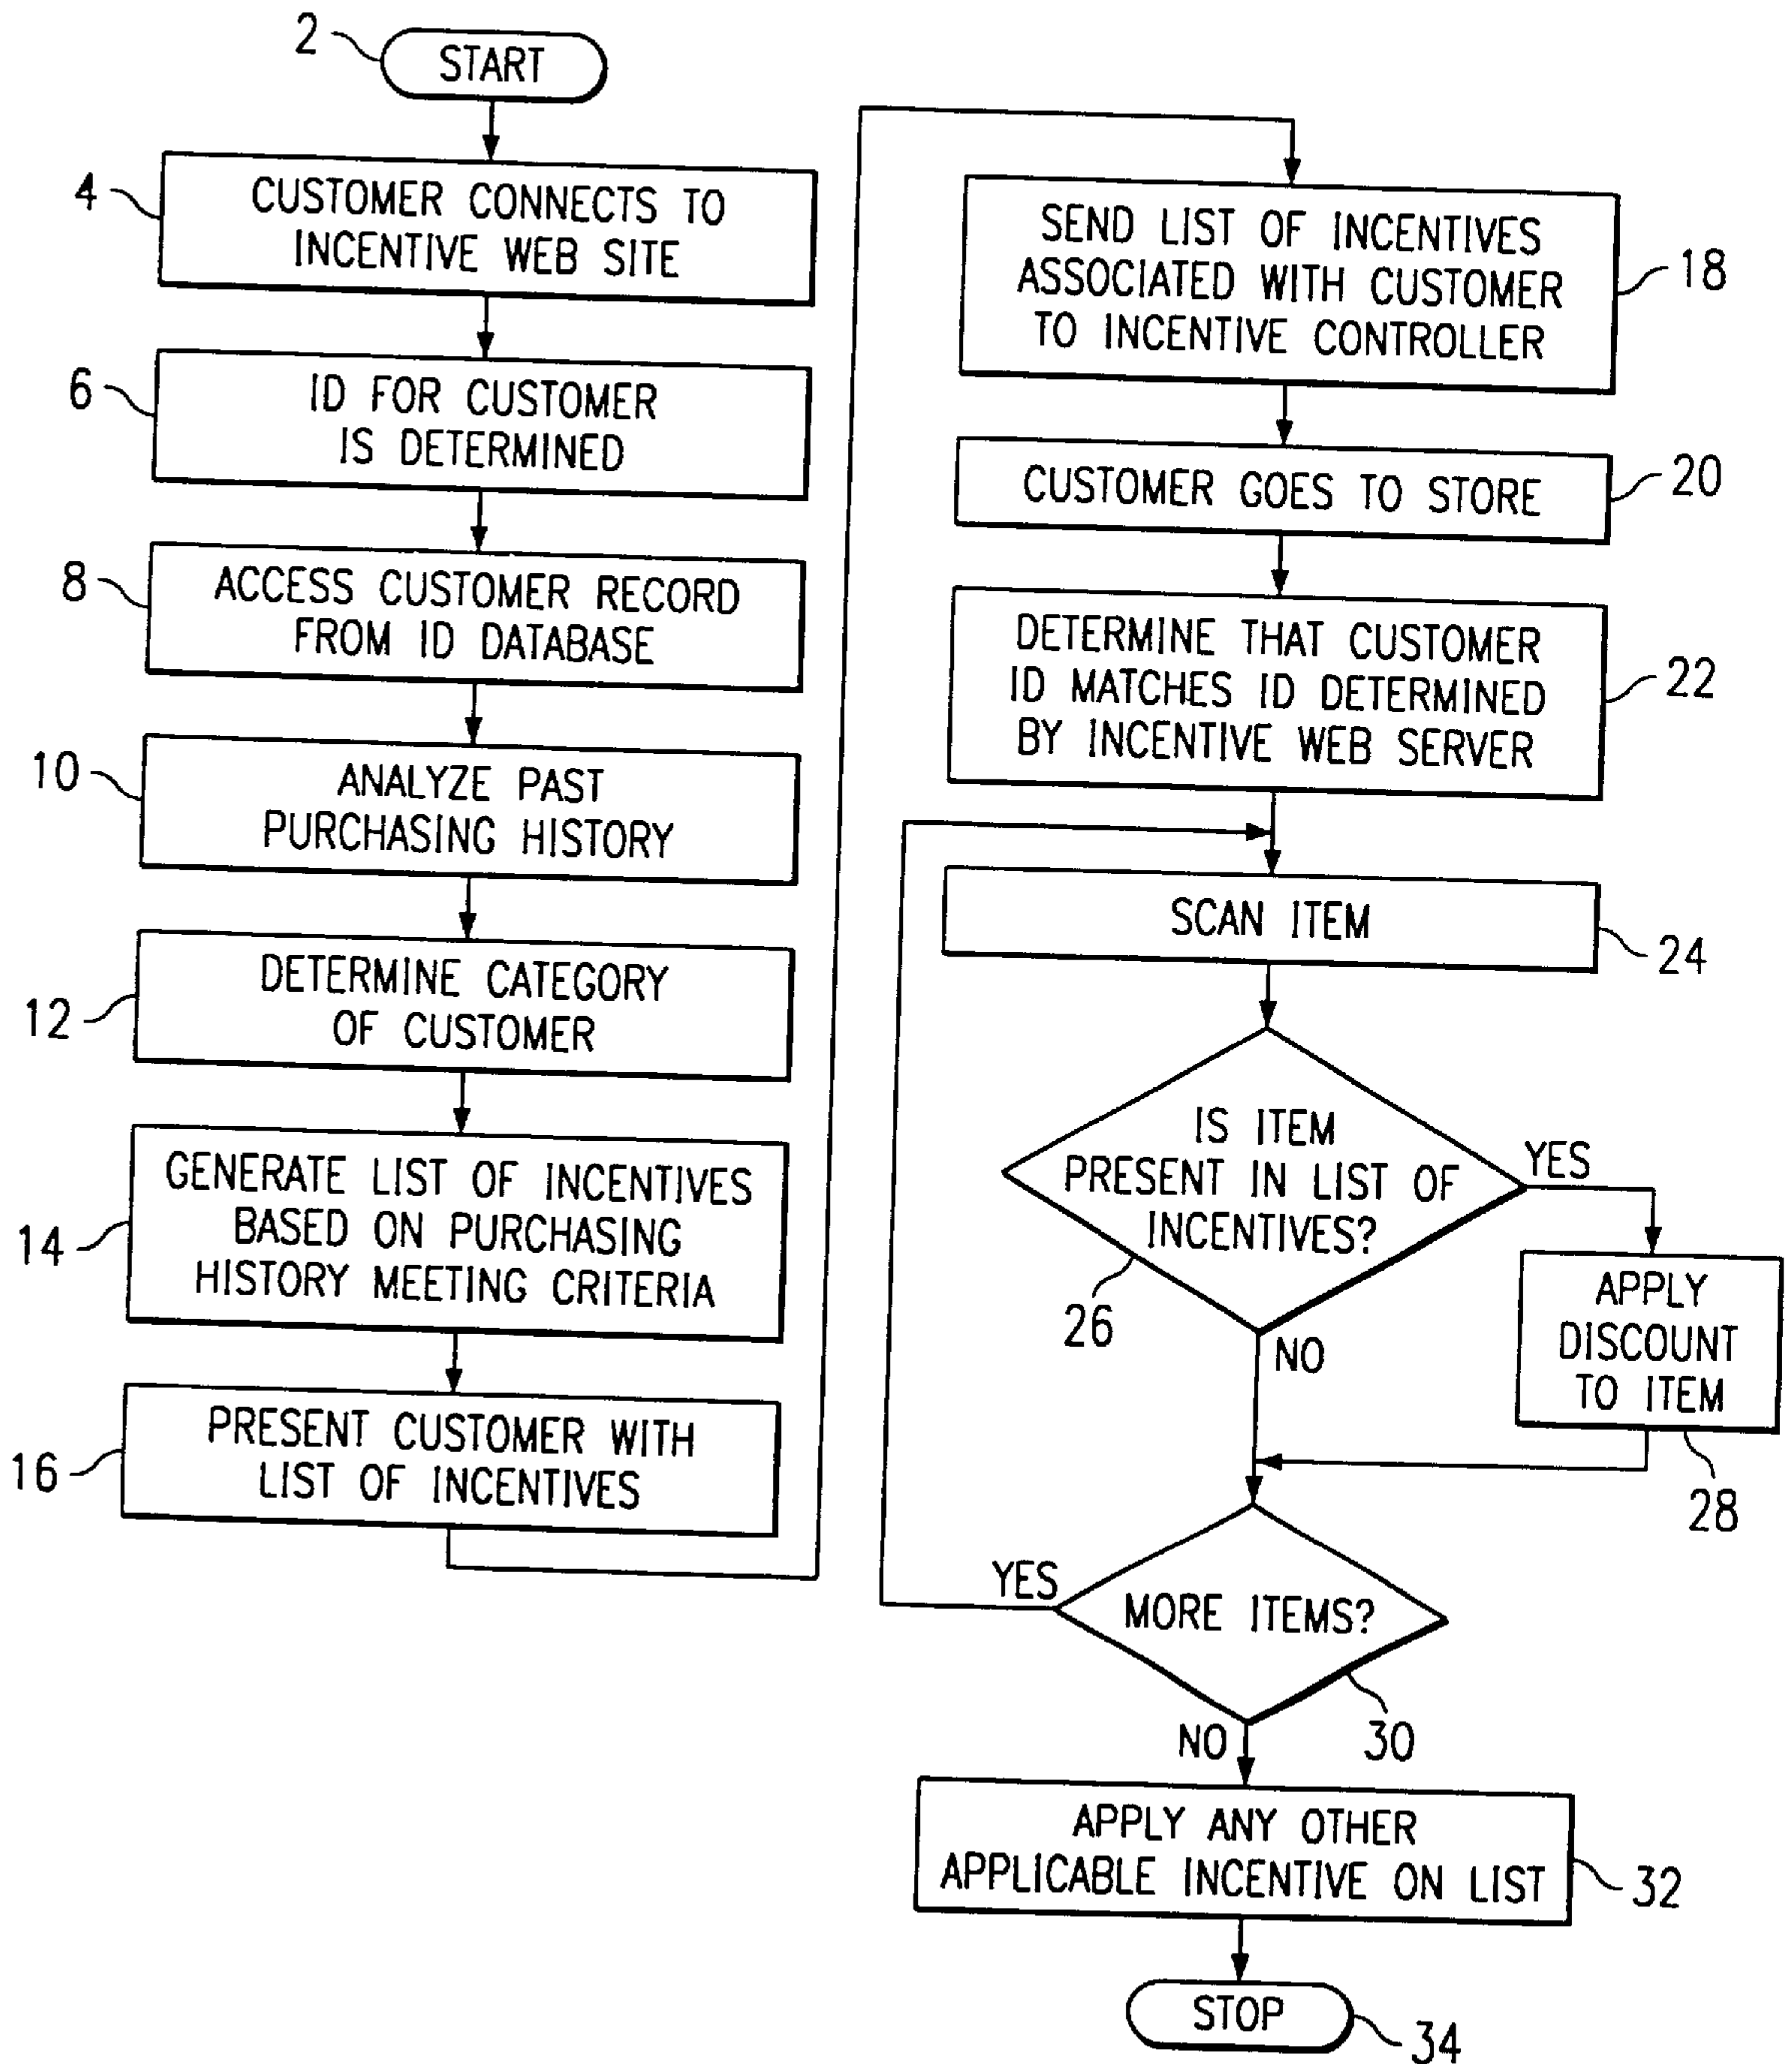 2
START
4
CUSTOMER CONNECTS TO
INCENTIVE WEB SITE
6
ID FOR CUSTOMER
IS DETERMINED
8
ACCESS CUSTOMER RECORD
FROM ID DATABASE
10
ANALYZE PAST
PURCHASING HISTORY
12
DETERMINE CATEGORY
OF CUSTOMER
14
GENERATE LIST OF INCENTIVES
BASED ON PURCHASING
HISTORY MEETING CRITERIA
16
PRESENT CUSTOMER WITH
LIST OF INCENTIVES
SEND LIST OF INCENTIVES
ASSOCIATED WITH CUSTOMER
TO INCENTIVE CONTROLLER
18
CUSTOMER GOES TO STORE
20
DETERMINE THAT CUSTOMER
ID MATCHES ID DETERMINED
BY INCENTIVE WEB SERVER
22
SCAN ITEM
24
IS ITEM
PRESENT IN LIST OF
INCENTIVES?
26
YES
NO
APPLY
DISCOUNT
TO ITEM
28
YES
MORE ITEMS?
30
NO
APPLY ANY OTHER
APPLICABLE INCENTIVE ON LIST
32
STOP
34